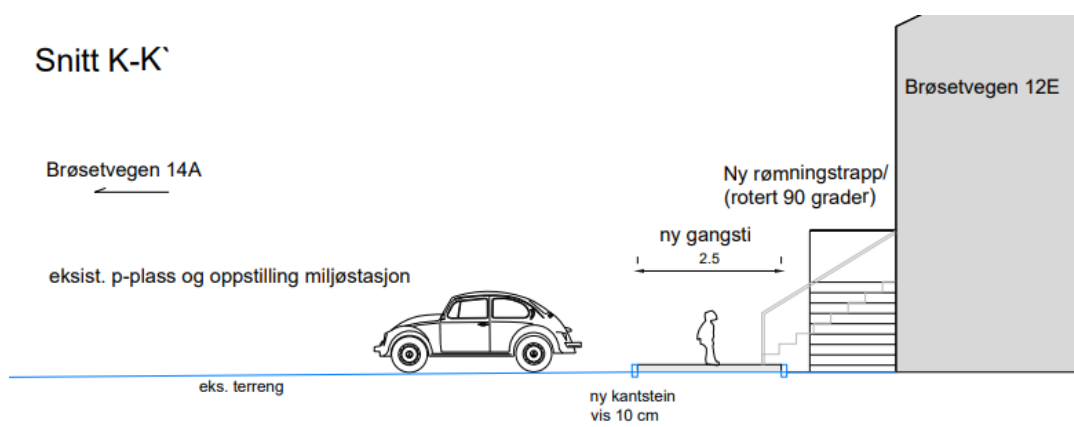 Snitt K-K`
Brøsetvegen 12E
Brøsetvegen 14A
Ny rømningstrapp/
(rotert 90 grader)
ny gangsti
2.5
eksist. p-plass og oppstilling miljøstasjon
eks. terreng
ny kantstein
vis 10 cm